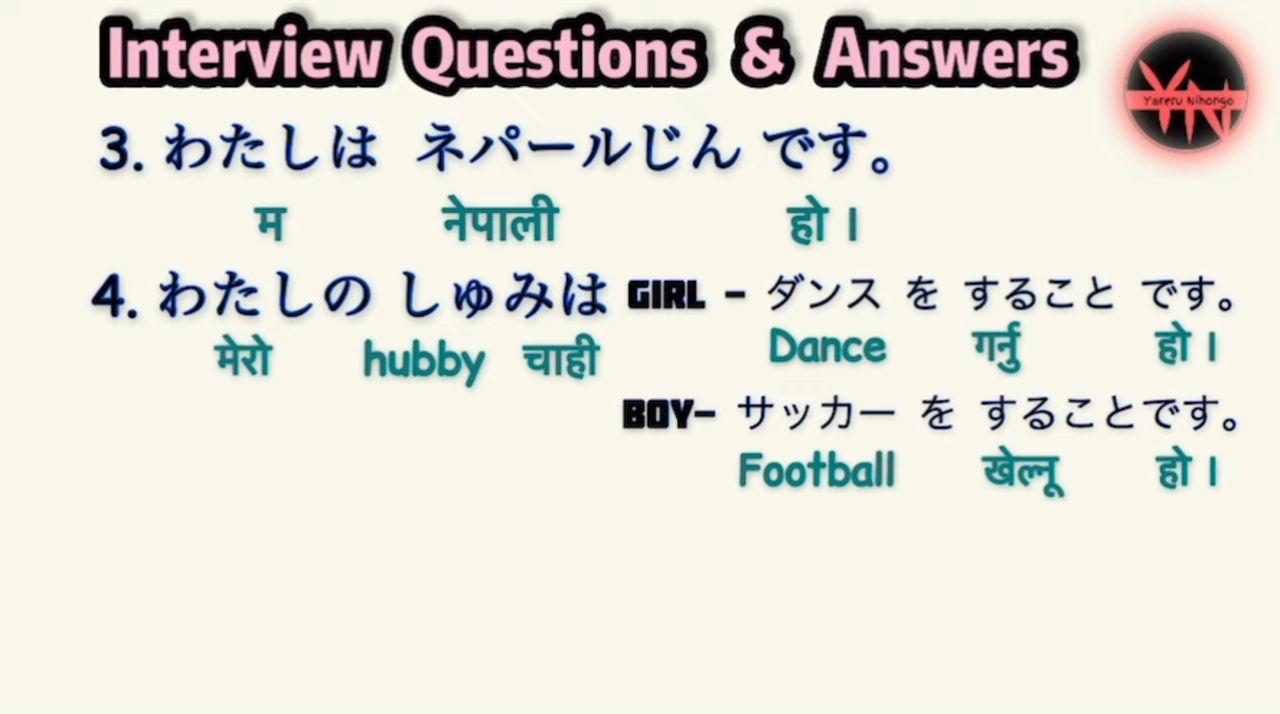 Interview Questions & Answers
Yareru Nihongo
3. わたしは ネパールじん です。
म नेपाली हो ।
4. わたしの しゅみは GIRL - ダンス を すること です。
मेरो hubby चाही Dance गर्नु हो ।
BOY- サッカー を することです。
Football खेल्नू हो ।